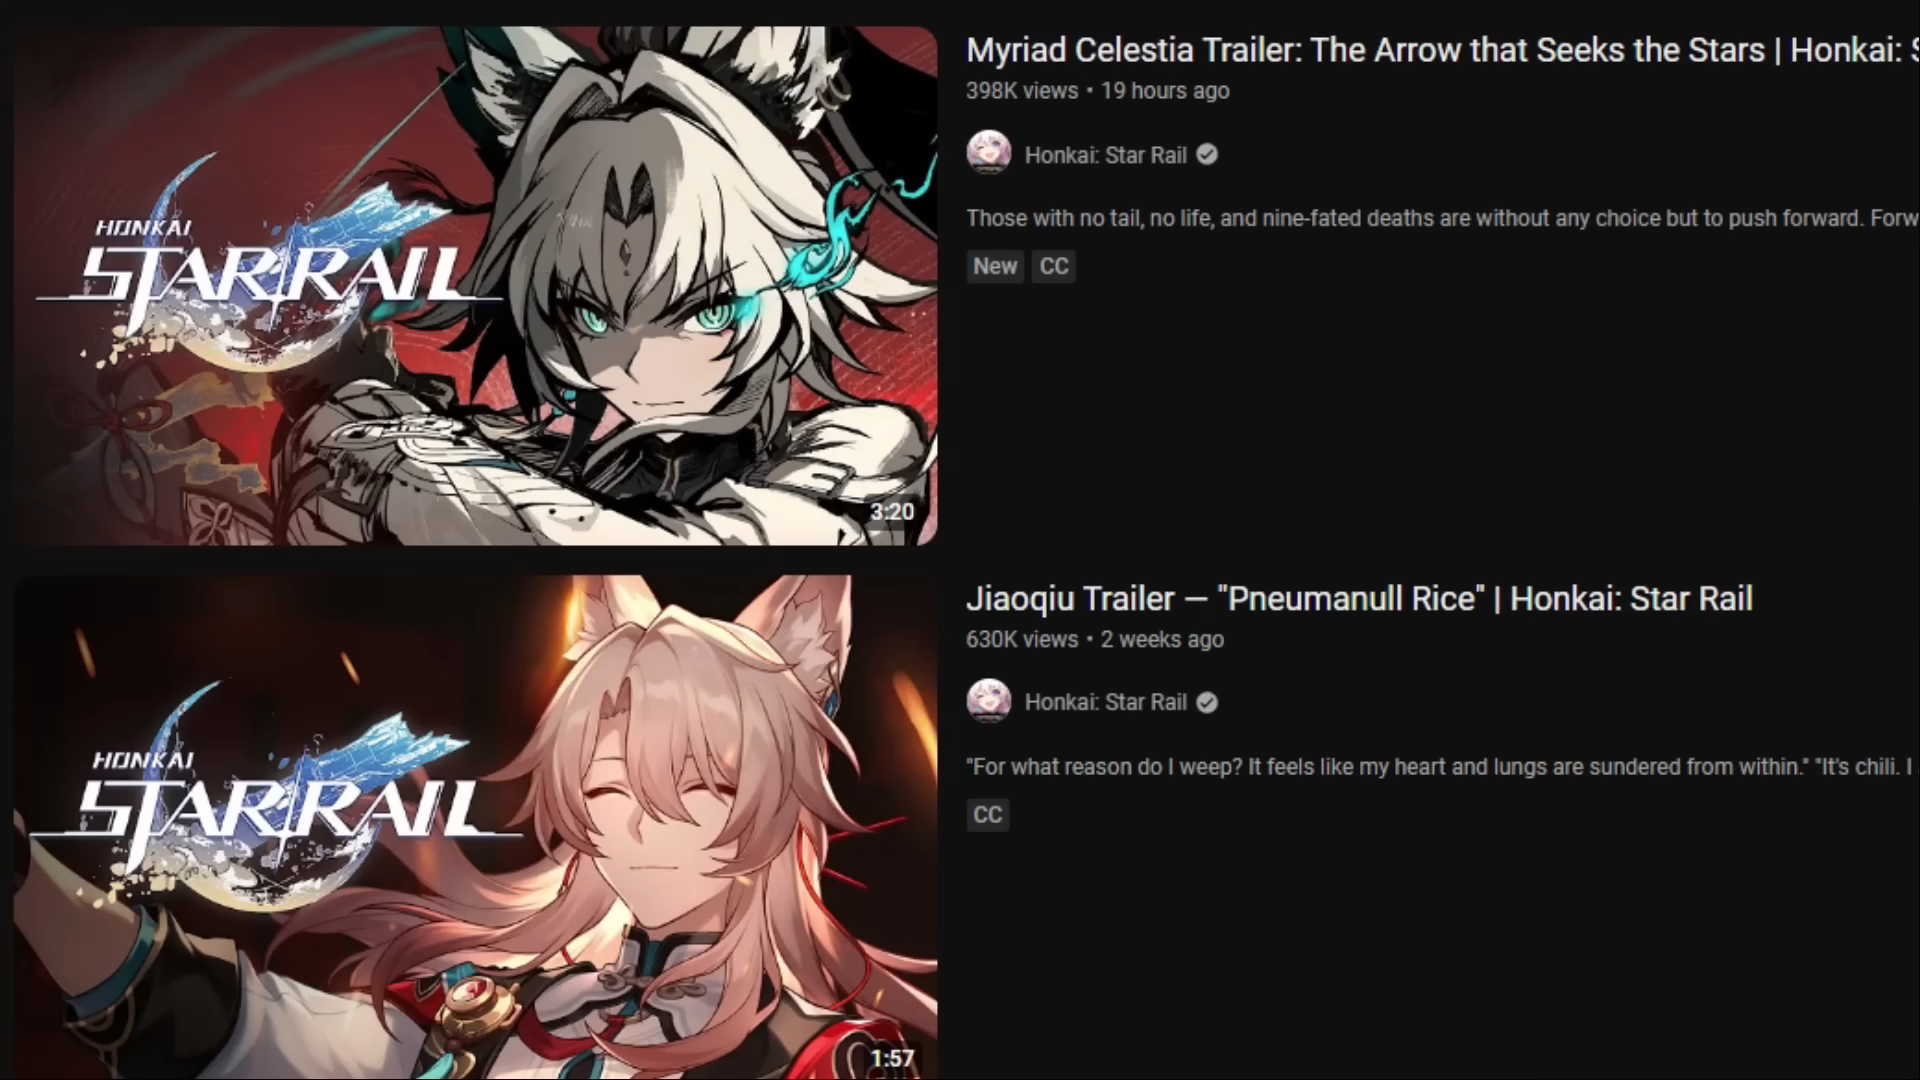 Myriad Celestia Trailer: The Arrow that Seeks the Stars | Honkai: S
398K views • 19 hours ago
Honkai: Star Rail
Those with no tail, no life, and nine-fated deaths are without any choice but to push forward. Forw
New CC
HONKAI
STAR RAIL
3:20
Jiaoqiu Trailer — "Pneumanull Rice" | Honkai: Star Rail
630K views • 2 weeks ago
Honkai: Star Rail
"For what reason do I weep? It feels like my heart and lungs are sundered from within." "It's chili. I
CC
HONKAI
STAR RAIL
1:57